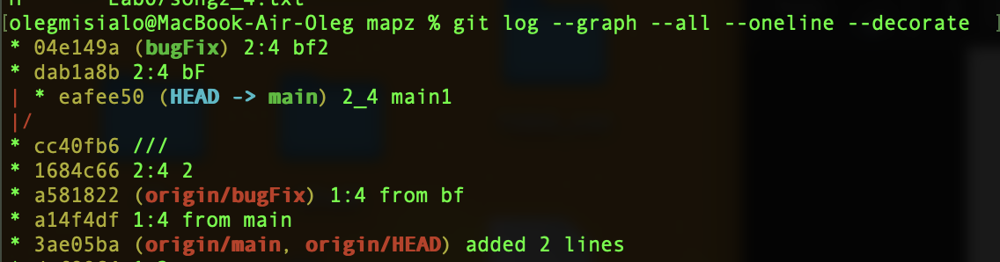 [olegmisialo@MacBook-Air-Oleg mapz % git log --graph --all --oneline --decorate ]
* 04e149a (bugFix) 2:4 bf2
* dab1a8b 2:4 bF
| * eafee50 (HEAD -> main) 2_4 main1
|/
* cc40fb6 ///
* 1684c66 2:4 2
* a581822 (origin/bugFix) 1:4 from bf
* a14f4df 1:4 from main
* 3ae05ba (origin/main, origin/HEAD) added 2 lines